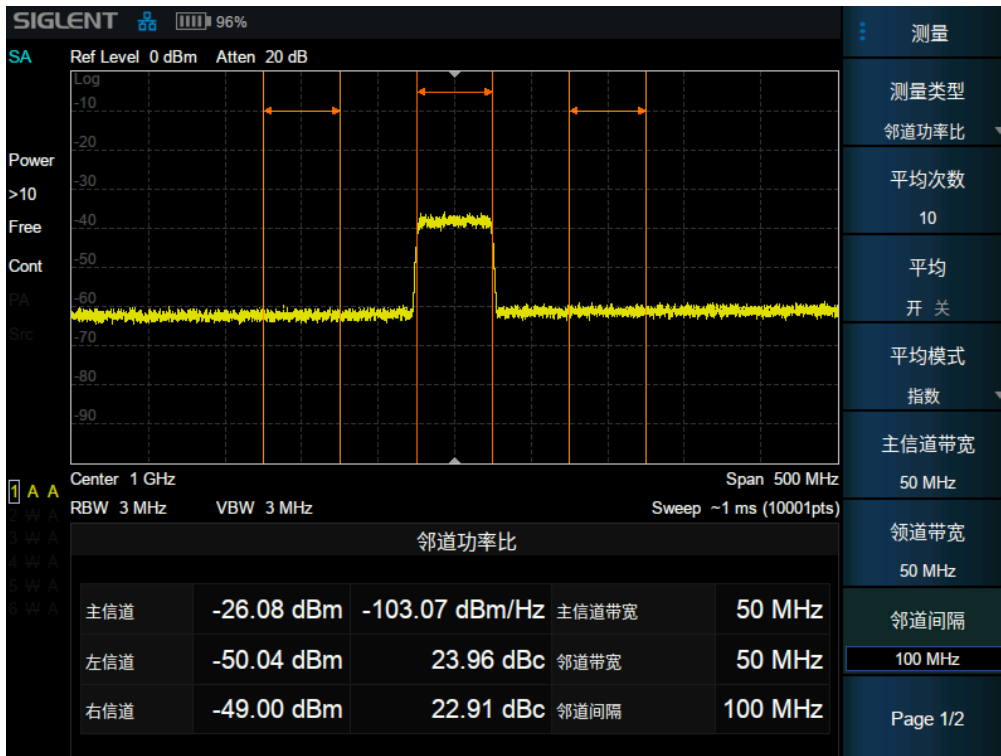 SIGLENT 96%
SA
Ref Level 0 dBm Atten 20 dB
Log
-10
-20
-30
-40
-50
-60
-70
-80
-90
Power
>10
Free
Cont
PA
Src
Center 1 GHz Span 500 MHz
RBW 3 MHz VBW 3 MHz Sweep ~1 ms (10001pts)
1 A A
2 W A
3 W A
4 W A
5 W A
6 W A
邻道功率比
主信道 -26.08 dBm -103.07 dBm/Hz 主信道带宽 50 MHz
左信道 -50.04 dBm 23.96 dBc 邻道带宽 50 MHz
右信道 -49.00 dBm 22.91 dBc 邻道间隔 100 MHz
测量
测量类型
邻道功率比
平均次数
10
平均
开 关
平均模式
指数
主信道带宽
50 MHz
领道带宽
50 MHz
邻道间隔
100 MHz
Page 1/2